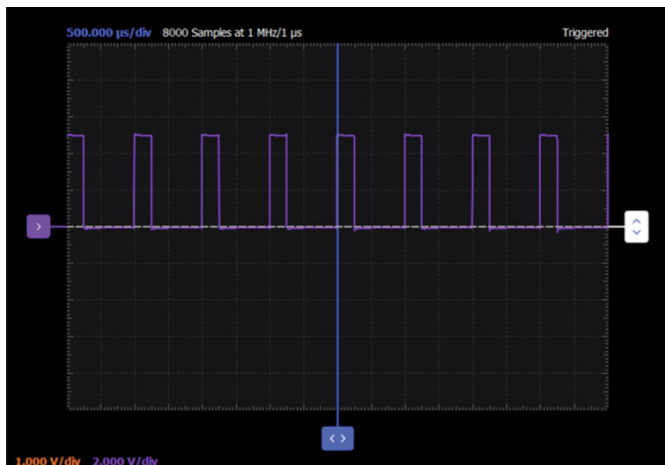 500.000 µs/div 8000 Samples at 1 MHz/1 µs Triggered
1.000 V/div 2.000 V/div